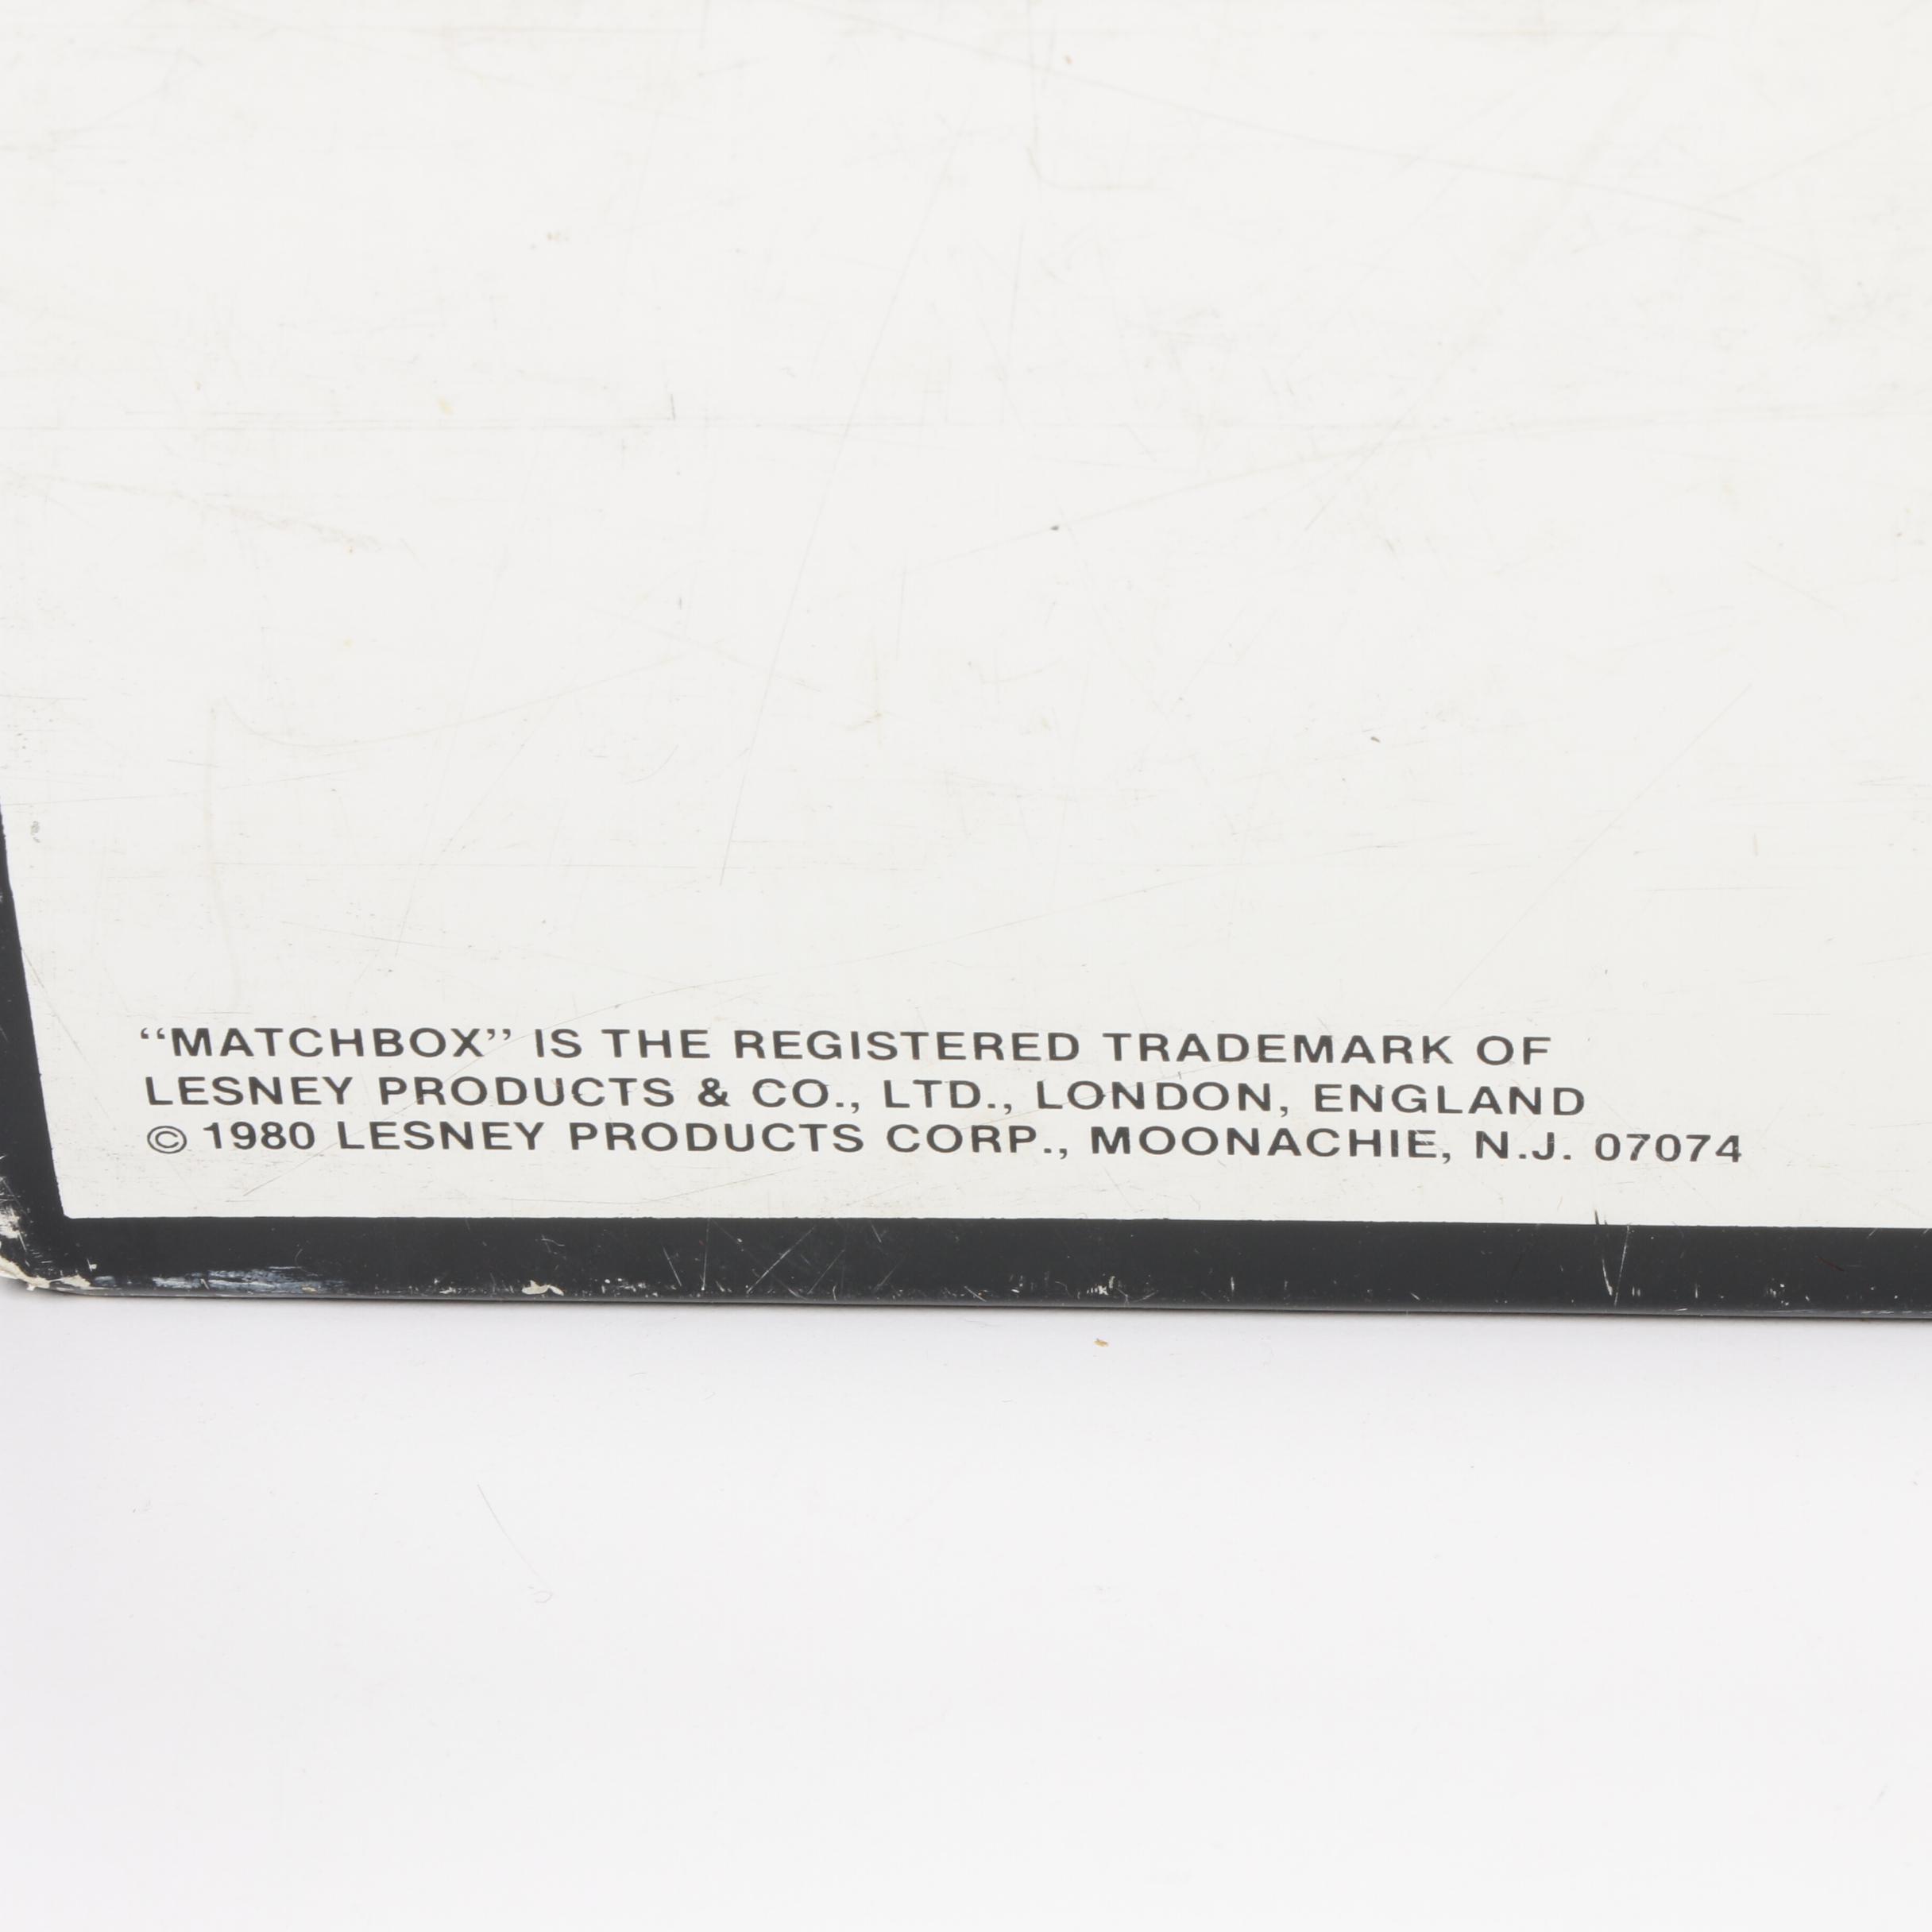 “MATCHBOX” IS THE REGISTERED TRADEMARK OF
LESNEY PRODUCTS & CO., LTD., LONDON, ENGLAND
© 1980 LESNEY PRODUCTS CORP., MOONACHIE, N.J. 07074